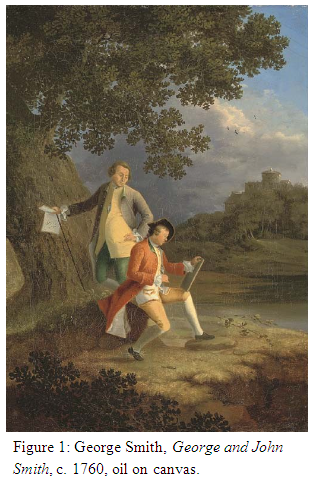 Figure 1: George Smith, George and John
Smith, c. 1760, oil on canvas.